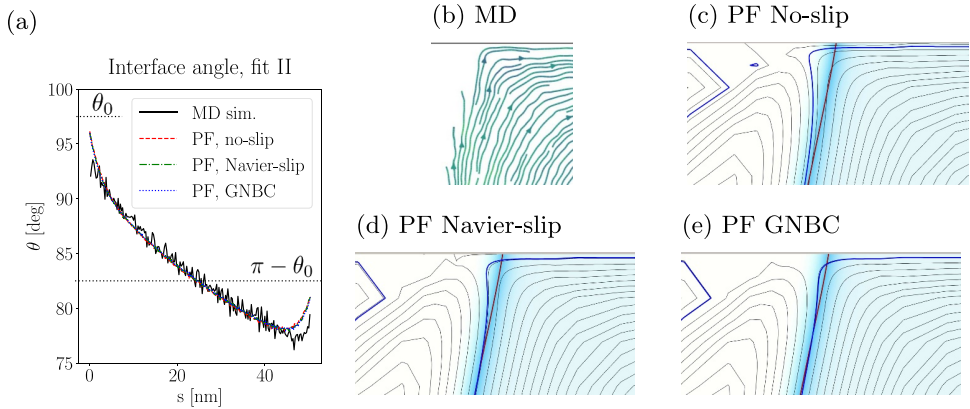 (a)
Interface angle, fit II
θ [deg]
100
95
90
85
80
75
θ₀
π − θ₀
MD sim.
PF, no-slip
PF, Navier-slip
PF, GNBC
0
20
40
s [nm]
(b) MD
(c) PF No-slip
(d) PF Navier-slip
(e) PF GNBC